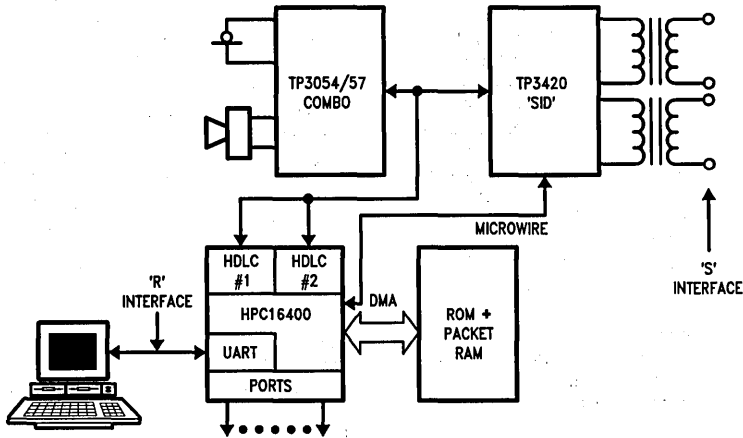 TP3054/57
COMBO
TP3420
'SID'
MICROWIRE
'S'
INTERFACE
HDLC
#1
HDLC
#2
'R'
INTERFACE
HPC16400
DMA
ROM +
PACKET
RAM
UART
PORTS